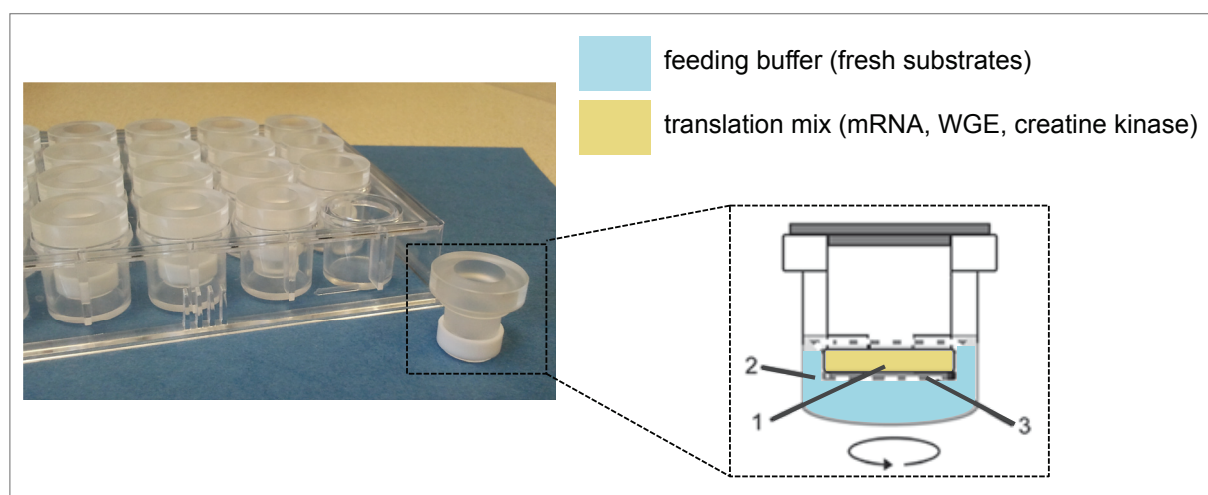 feeding buffer (fresh substrates)
translation mix (mRNA, WGE, creatine kinase)
2
1
3